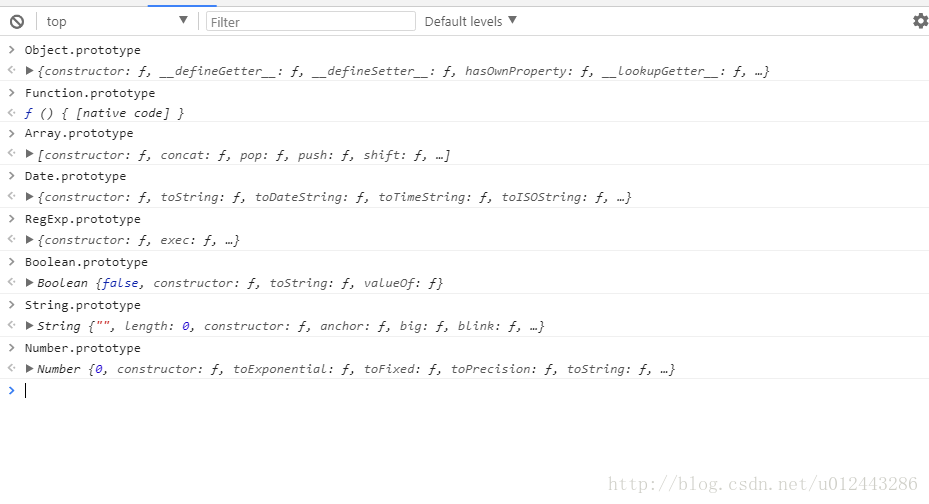 top ▼ Filter Default levels ▼
> Object.prototype
<· ▶{constructor: ƒ, __defineGetter__: ƒ, __defineSetter__: ƒ, hasOwnProperty: ƒ, __lookupGetter__: ƒ, …}
> Function.prototype
<· ƒ () { [native code] }
> Array.prototype
<· ▶[constructor: ƒ, concat: ƒ, pop: ƒ, push: ƒ, shift: ƒ, …]
> Date.prototype
<· ▶{constructor: ƒ, toString: ƒ, toDateString: ƒ, toTimeString: ƒ, toISOString: ƒ, …}
> RegExp.prototype
<· ▶{constructor: ƒ, exec: ƒ, …}
> Boolean.prototype
<· ▶Boolean {false, constructor: ƒ, toString: ƒ, valueOf: ƒ}
> String.prototype
<· ▶String {"", length: 0, constructor: ƒ, anchor: ƒ, big: ƒ, blink: ƒ, …}
> Number.prototype
<· ▶Number {0, constructor: ƒ, toExponential: ƒ, toFixed: ƒ, toPrecision: ƒ, toString: ƒ, …}
>
http://blog.csdn.net/u012443286